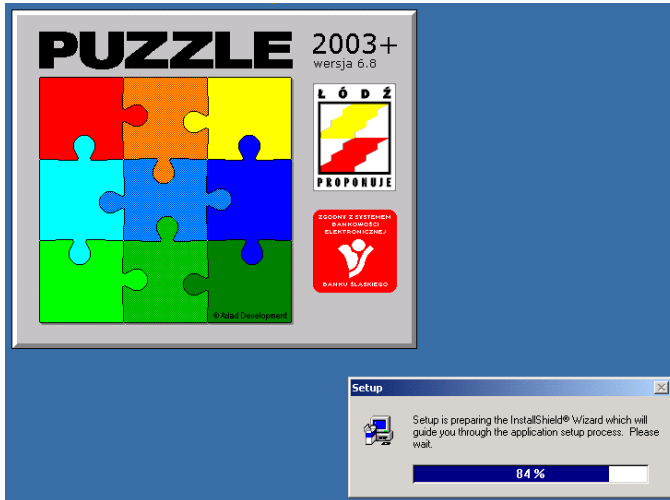 PUZZLE
2003+
wersja 6.8
ŁÓDŹ
PROPONUJE
ZGODNY Z SYSTEMEM
BANKOWOŚCI
ELEKTRONICZNEJ
BANKU ŚLĄSKIEGO
© Adad Development
Setup
Setup is preparing the InstallShield® Wizard which will
guide you through the application setup process. Please
wait.
84 %